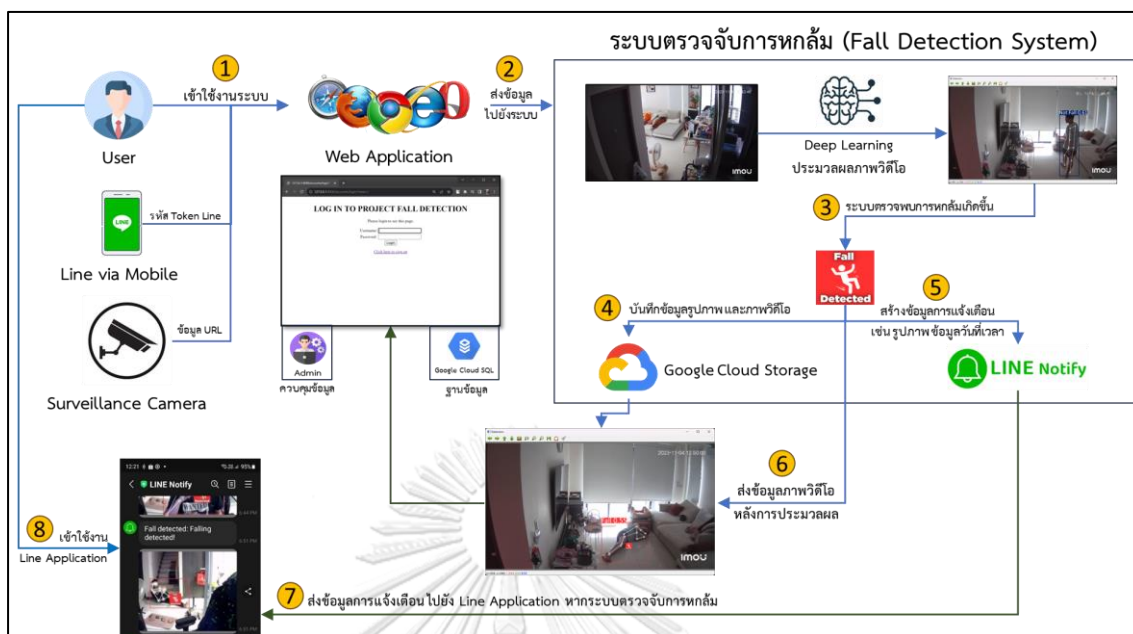 ระบบตรวจจับการหกล้ม (Fall Detection System)
1
เข้าใช้งานระบบ
2
ส่งข้อมูล
ไปยังระบบ
User
Web Application
Deep Learning
ประมวลผลภาพวิดีโอ
imou
imou
LOG IN TO PROJECT FALL DETECTION
Please login to see this page.
Username
Password
Login
LINE
รหัส Token Line
Line via Mobile
3
ระบบตรวจพบการหกล้มเกิดขึ้น
Fall
Detected
4
บันทึกข้อมูลรูปภาพและภาพวิดีโอ
5
สร้างข้อมูลการแจ้งเตือน
เช่น รูปภาพ ข้อมูลวันที่เวลา
ข้อมูล URL
Surveillance Camera
Admin
ควบคุมข้อมูล
Google Cloud SQL
ฐานข้อมูล
Google Cloud Storage
LINE Notify
6
ส่งข้อมูลภาพวิดีโอ
หลังการประมวลผล
imou
8
เข้าใช้งาน
Line Application
12:21
LINE Notify
Fall detected: Falling
detected!
7
ส่งข้อมูลการแจ้งเตือน ไปยัง Line Application หากระบบตรวจจับการหกล้ม